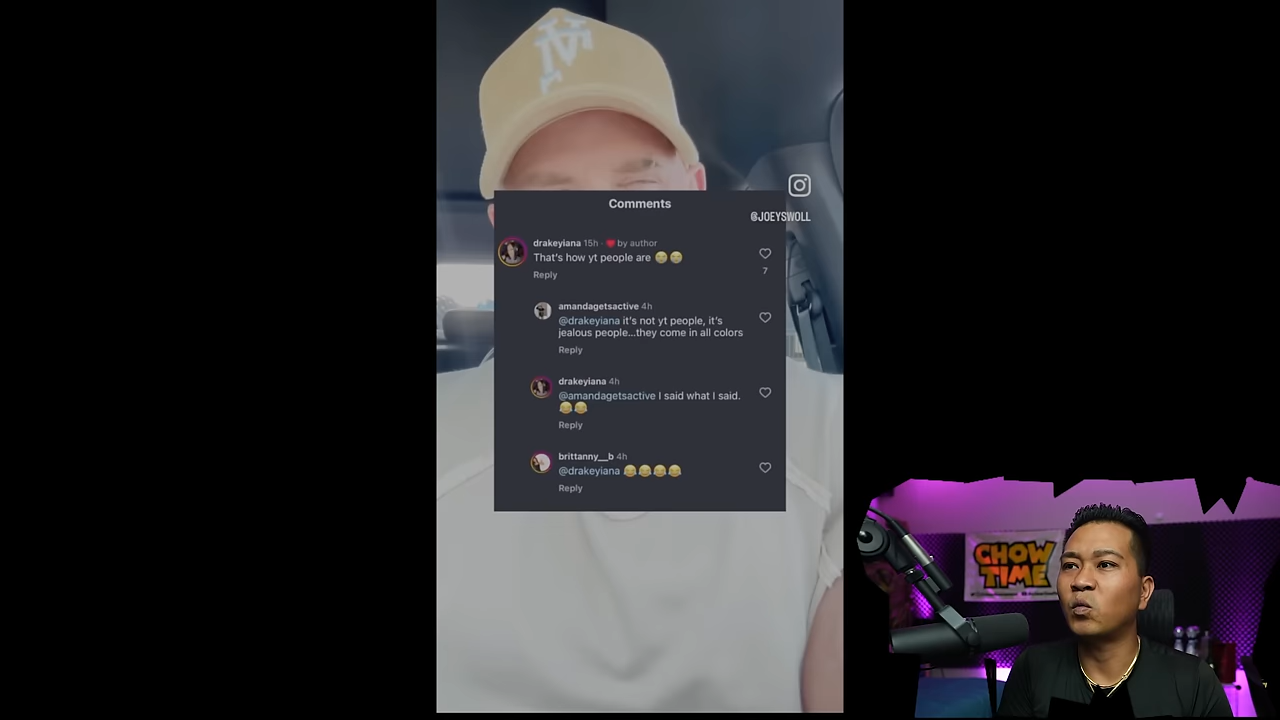 @JOEYSWOLL
Comments
drakeyiana 15h · ❤️ by author
That's how yt people are 😭😭
7
Reply
amandagetsactive 4h
@drakeyiana it's not yt people, it's
jealous people...they come in all colors
Reply
drakeyiana 4h
@amandagetsactive I said what I said.
😂😂
Reply
brittanny__b 4h
@drakeyiana 😂😂😂😂
Reply
CHOW
TIME